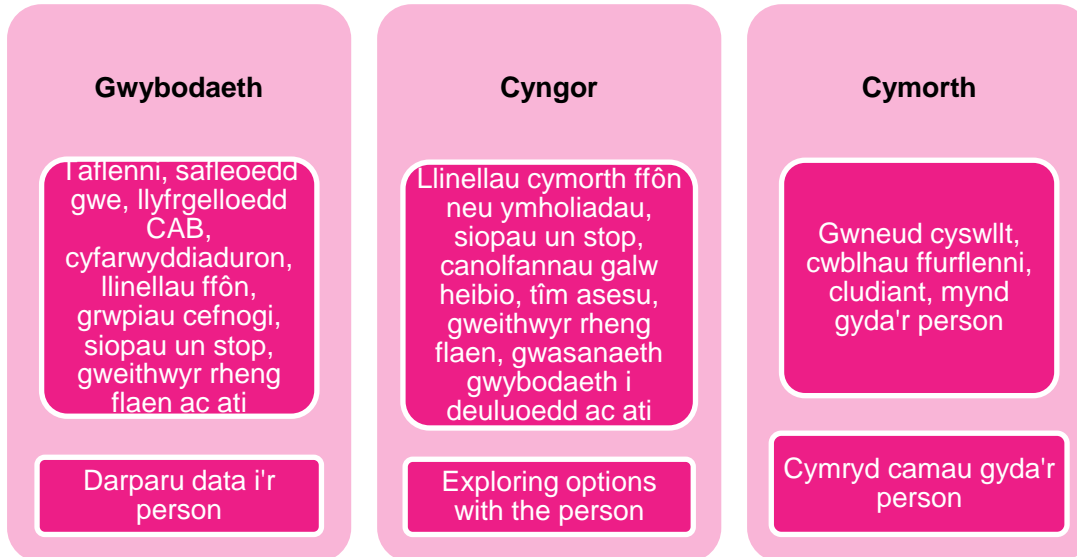 Gwybodaeth
Taflenni, safleoedd
gwe, llyfrgelloedd
CAB,
cyfarwyddiaduron,
llinellau ffôn,
grwpiau cefnogi,
siopau un stop,
gweithwyr rheng
flaen ac ati
Darparu data i'r
person
Cyngor
Llinellau cymorth ffôn
neu ymholiadau,
siopau un stop,
canolfannau galw
heibio, tîm asesu,
gweithwyr rheng
flaen, gwasanaeth
gwybodaeth i
deuluoedd ac ati
Exploring options
with the person
Cymorth
Gwneud cyswllt,
cwblhau ffurflenni,
cludiant, mynd
gyda'r person
Cymryd camau gyda'r
person